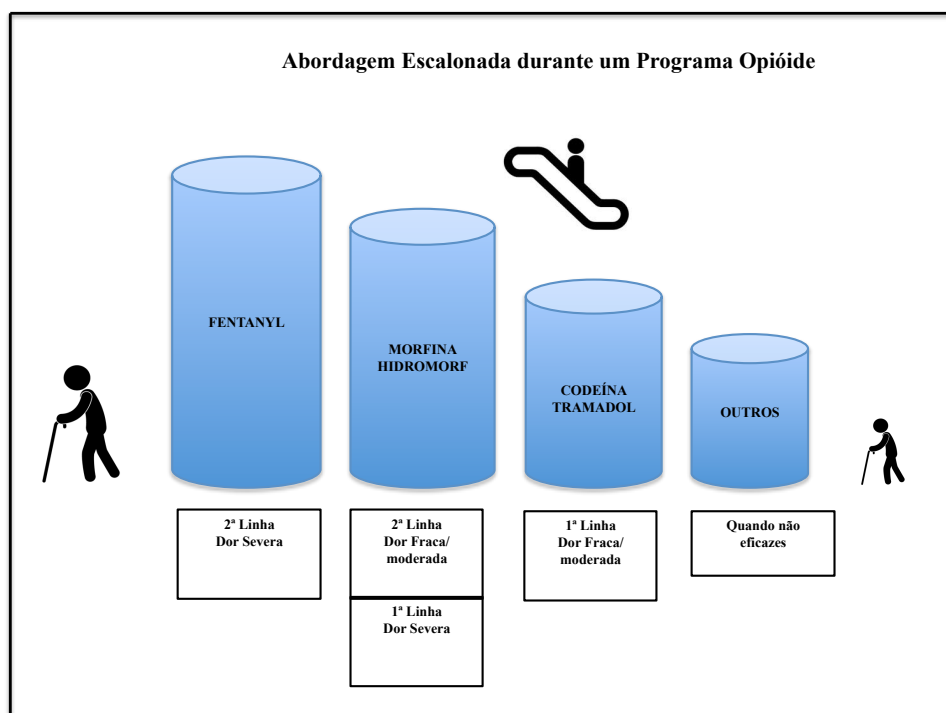 Abordagem Escalonada durante um Programa Opióide
FENTANYL
MORFINA
HIDROMORF
CODEÍNA
TRAMADOL
OUTROS
2ª Linha
Dor Severa
2ª Linha
Dor Fraca/
moderada
1ª Linha
Dor Severa
1ª Linha
Dor Fraca/
moderada
Quando não
eficazes